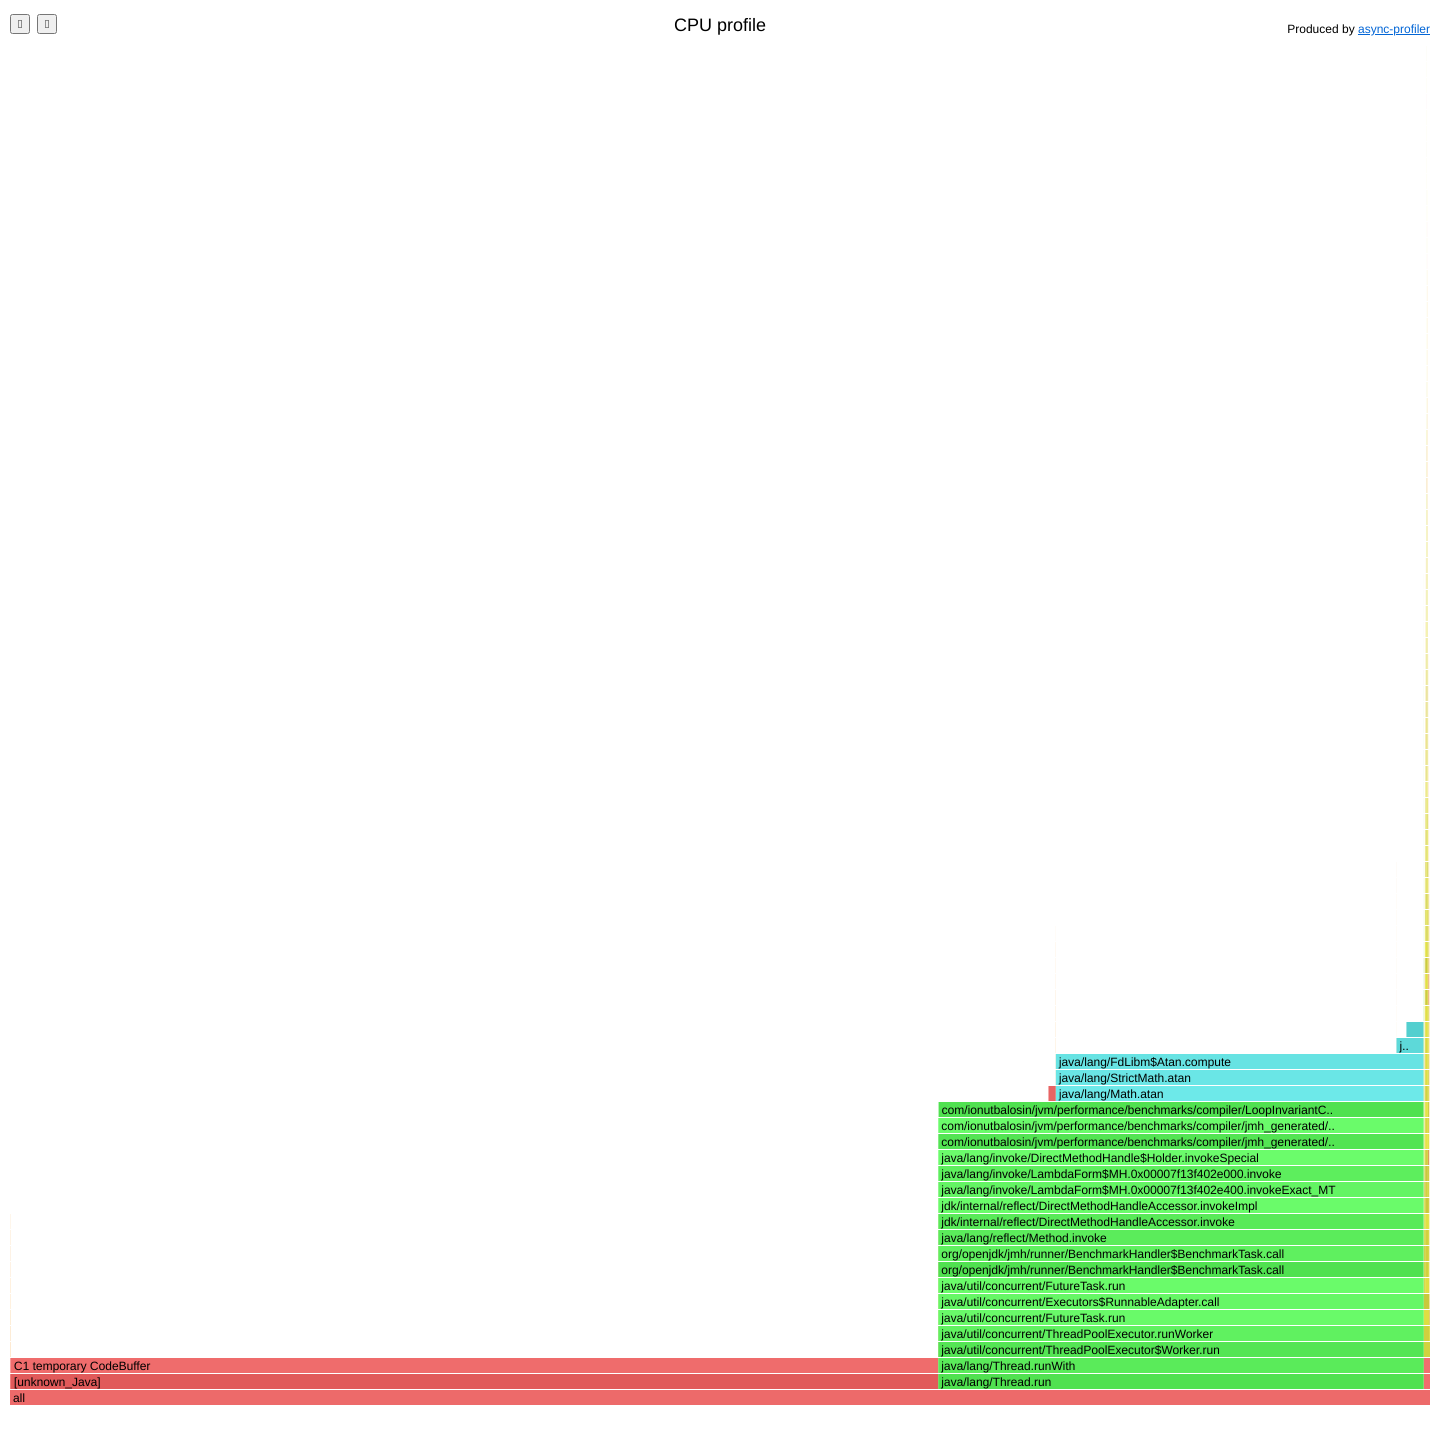 CPU profile
Produced by async-profiler
j..
java/lang/FdLibm$Atan.compute
java/lang/StrictMath.atan
java/lang/Math.atan
com/ionutbalosin/jvm/performance/benchmarks/compiler/LoopInvariantC..
com/ionutbalosin/jvm/performance/benchmarks/compiler/jmh_generated/..
com/ionutbalosin/jvm/performance/benchmarks/compiler/jmh_generated/..
java/lang/invoke/DirectMethodHandle$Holder.invokeSpecial
java/lang/invoke/LambdaForm$MH.0x00007f13f402e000.invoke
java/lang/invoke/LambdaForm$MH.0x00007f13f402e400.invokeExact_MT
jdk/internal/reflect/DirectMethodHandleAccessor.invokeImpl
jdk/internal/reflect/DirectMethodHandleAccessor.invoke
java/lang/reflect/Method.invoke
org/openjdk/jmh/runner/BenchmarkHandler$BenchmarkTask.call
org/openjdk/jmh/runner/BenchmarkHandler$BenchmarkTask.call
java/util/concurrent/FutureTask.run
java/util/concurrent/Executors$RunnableAdapter.call
java/util/concurrent/FutureTask.run
java/util/concurrent/ThreadPoolExecutor.runWorker
java/util/concurrent/ThreadPoolExecutor$Worker.run
C1 temporary CodeBuffer
java/lang/Thread.runWith
[unknown_Java]
java/lang/Thread.run
all